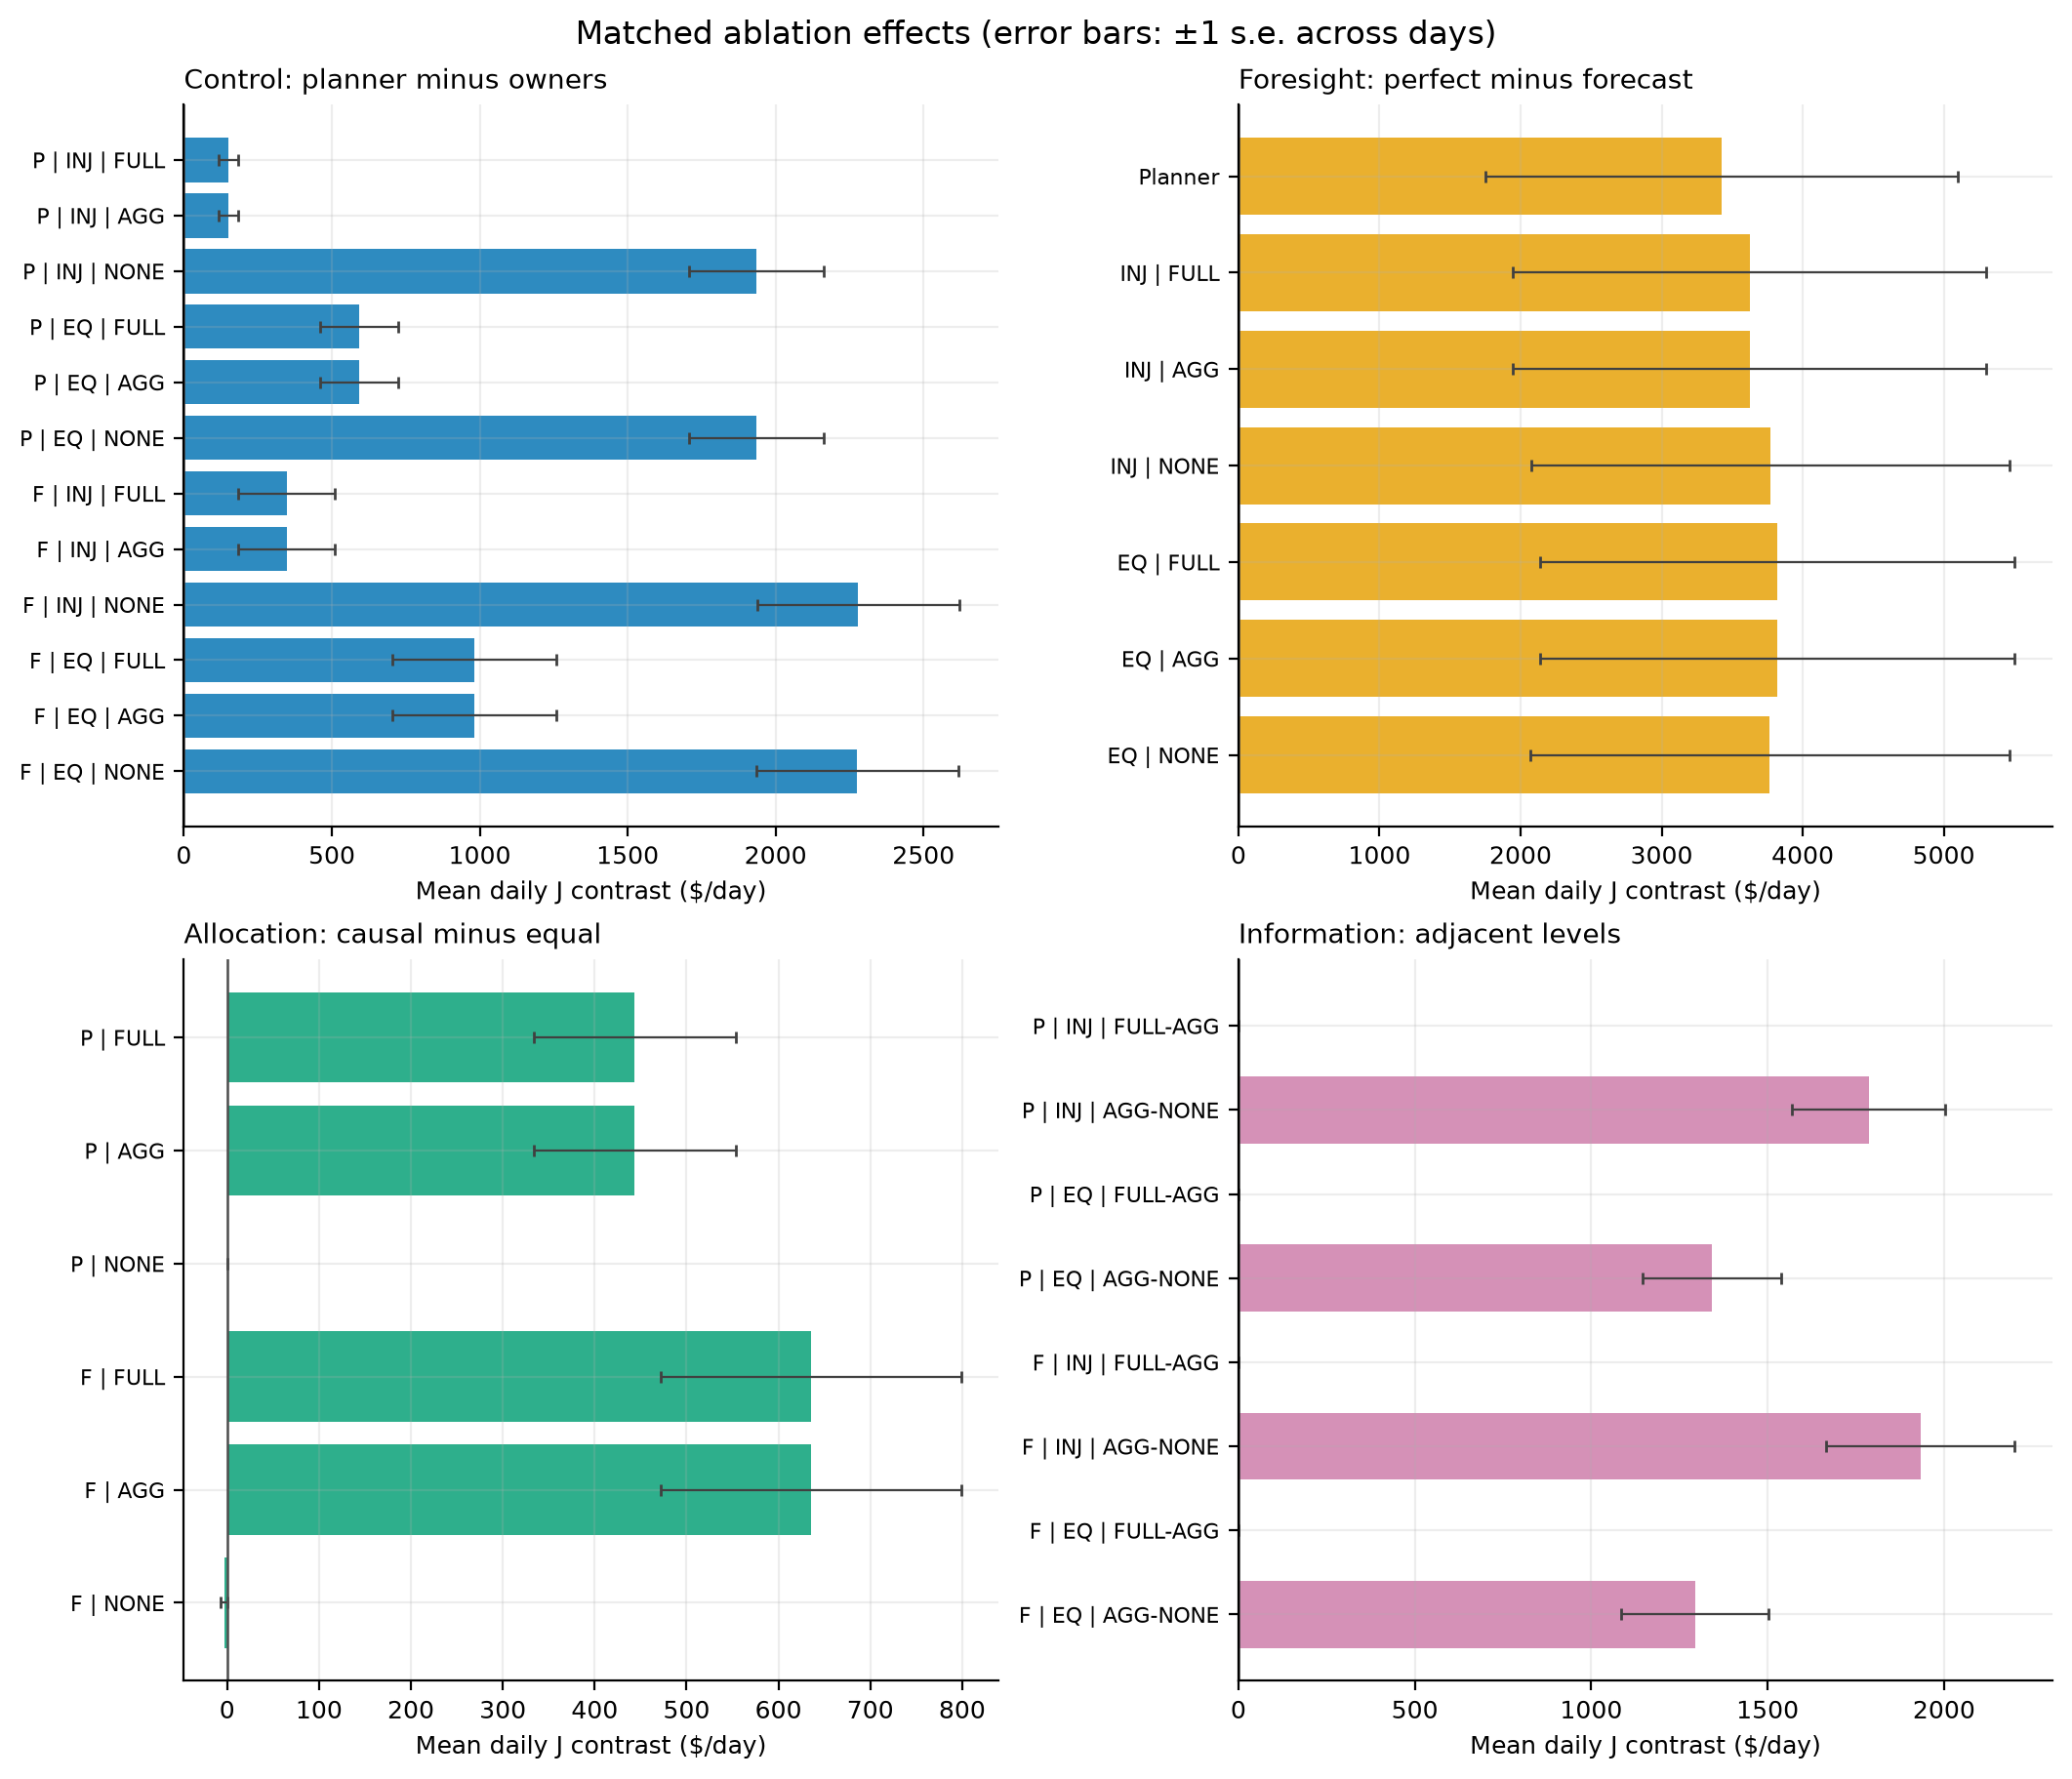 Matched ablation effects (error bars: ±1 s.e. across days)
Control: planner minus owners
P | INJ | FULL
P | INJ | AGG
P | INJ | NONE
P | EQ | FULL
P | EQ | AGG
P | EQ | NONE
F | INJ | FULL
F | INJ | AGG
F | INJ | NONE
F | EQ | FULL
F | EQ | AGG
F | EQ | NONE
0 500 1000 1500 2000 2500
Mean daily J contrast ($/day)
Foresight: perfect minus forecast
Planner
INJ | FULL
INJ | AGG
INJ | NONE
EQ | FULL
EQ | AGG
EQ | NONE
0 1000 2000 3000 4000 5000
Mean daily J contrast ($/day)
Allocation: causal minus equal
P | FULL
P | AGG
P | NONE
F | FULL
F | AGG
F | NONE
0 100 200 300 400 500 600 700 800
Mean daily J contrast ($/day)
Information: adjacent levels
P | INJ | FULL-AGG
P | INJ | AGG-NONE
P | EQ | FULL-AGG
P | EQ | AGG-NONE
F | INJ | FULL-AGG
F | INJ | AGG-NONE
F | EQ | FULL-AGG
F | EQ | AGG-NONE
0 500 1000 1500 2000
Mean daily J contrast ($/day)